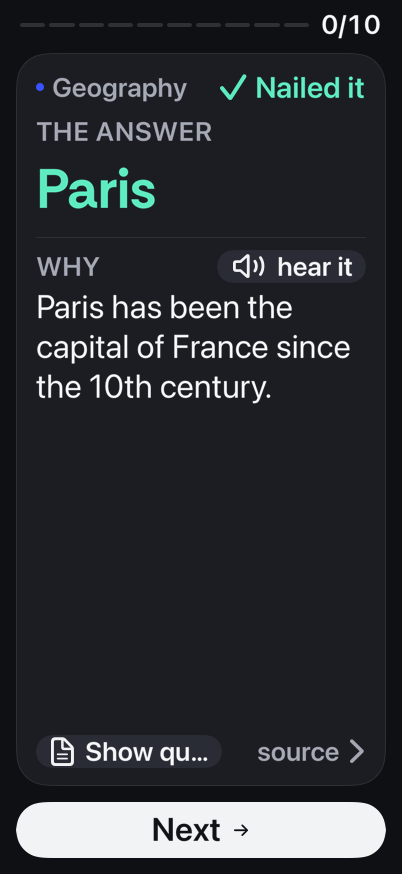 0/10
Geography
Nailed it
THE ANSWER
Paris
WHY
hear it
Paris has been the
capital of France since
the 10th century.
Show qu…
source
Next →